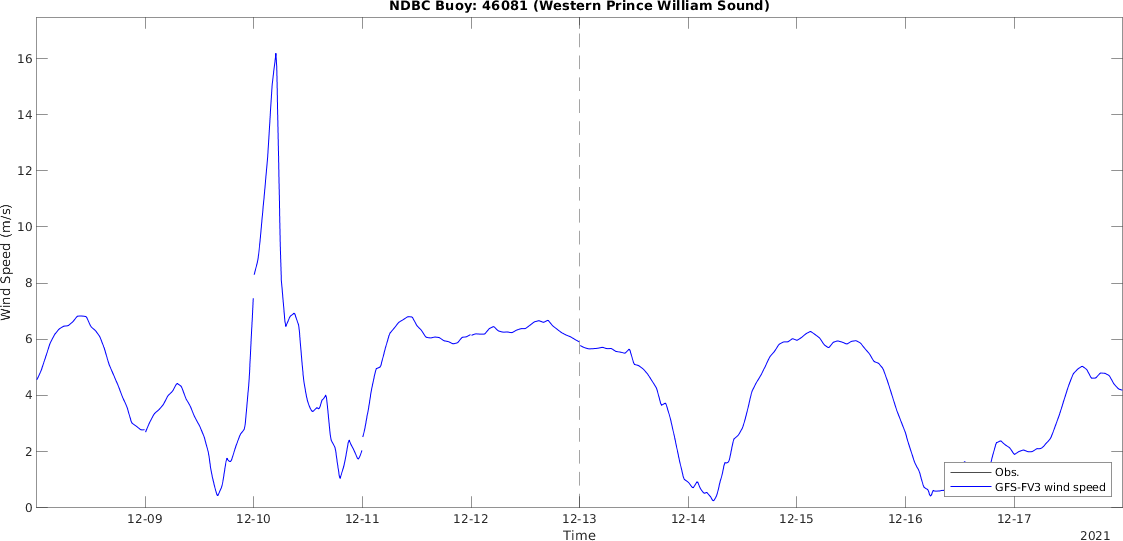 NDBC Buoy: 46081 (Western Prince William Sound)
16
14
12
10
8
6
4
2
0
Wind Speed (m/s)
Obs.
GFS-FV3 wind speed
12-09 12-10 12-11 12-12 12-13 12-14 12-15 12-16 12-17
Time
2021